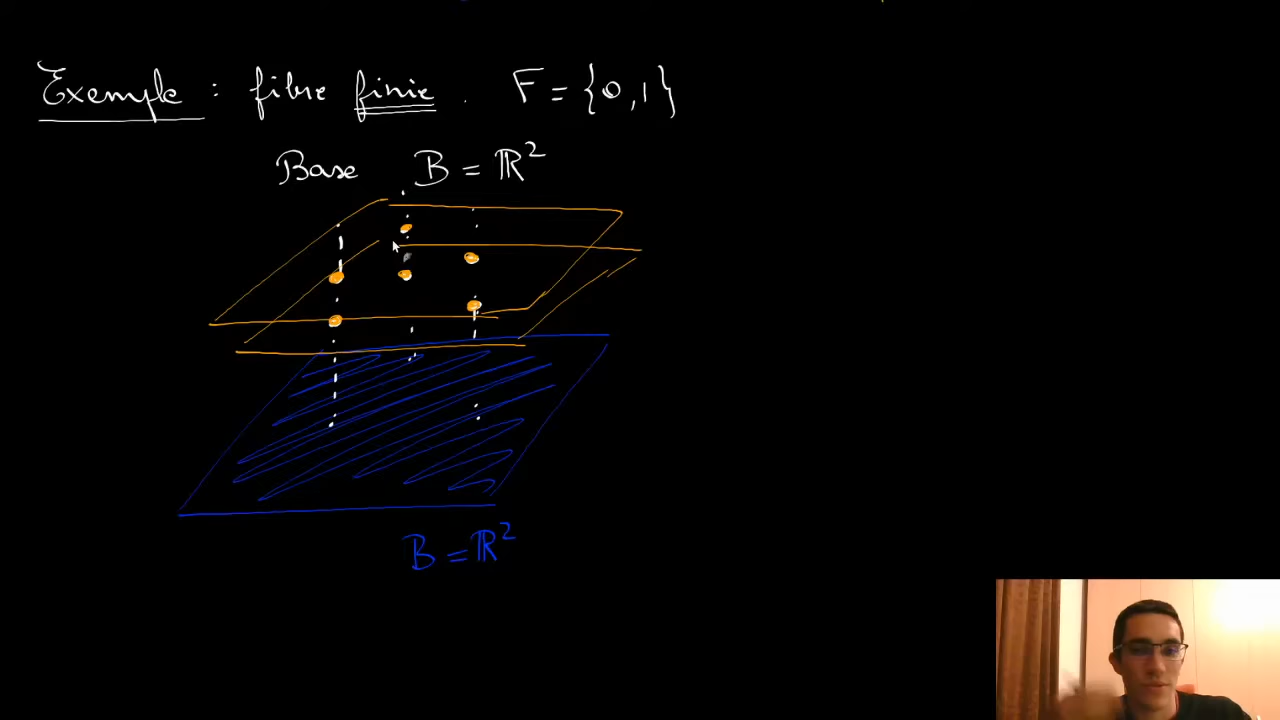 Exemple : fibre finie . F = {0,1}
Base B = ℝ²
B = ℝ²